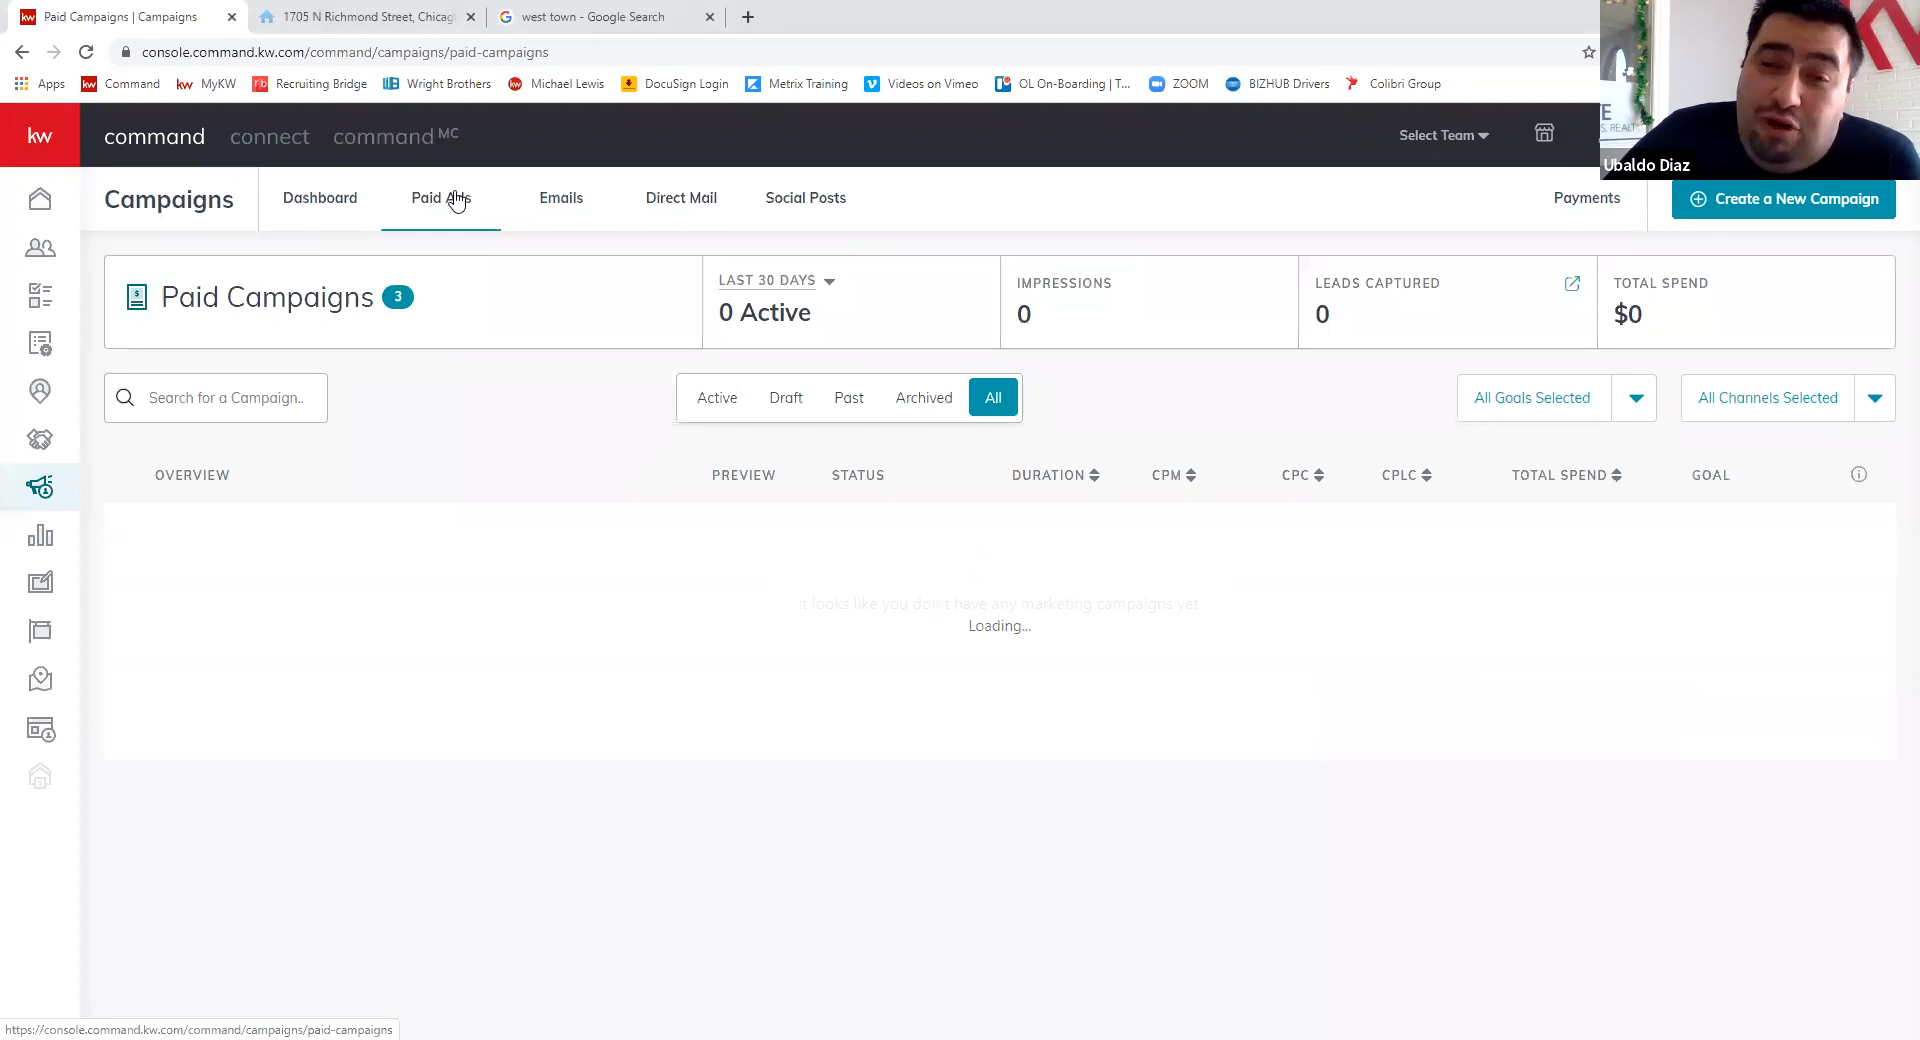 Paid Campaigns | Campaigns
1705 N Richmond Street, Chicag
west town - Google Search
console.command.kw.com/command/campaigns/paid-campaigns
Apps
kw Command
kw MyKW
rb Recruiting Bridge
Wright Brothers
kw Michael Lewis
DocuSign Login
Metrix Training
Videos on Vimeo
OL On-Boarding | T...
ZOOM
BIZHUB Drivers
Colibri Group
kw
command
connect
command MC
Select Team
E
S, REALT
Ubaldo Diaz
Campaigns
Dashboard
Paid Ads
Emails
Direct Mail
Social Posts
Payments
Create a New Campaign
Paid Campaigns 3
LAST 30 DAYS
0 Active
IMPRESSIONS
0
LEADS CAPTURED
0
TOTAL SPEND
$0
Search for a Campaign..
Active
Draft
Past
Archived
All
All Goals Selected
All Channels Selected
OVERVIEW
PREVIEW
STATUS
DURATION
CPM
CPC
CPLC
TOTAL SPEND
GOAL
It looks like you don't have any marketing campaigns yet
Loading...
https://console.command.kw.com/command/campaigns/paid-campaigns